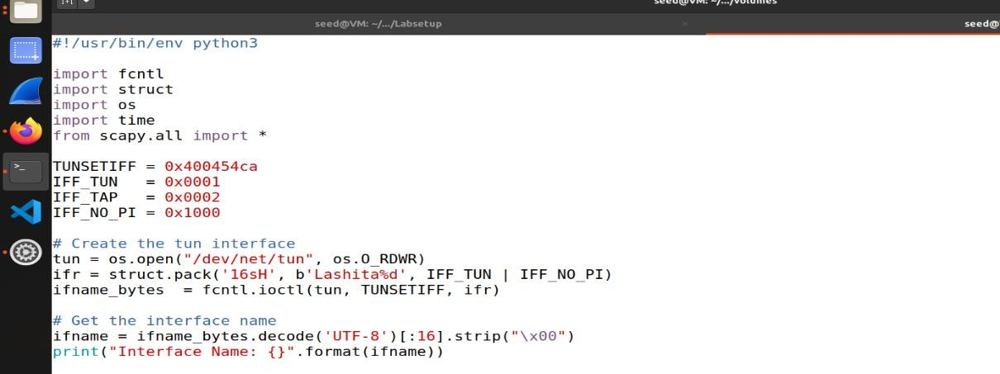 seed@VM: ~/.../volumes
seed@VM: ~/.../Labsetup
seed@
#!/usr/bin/env python3
import fcntl
import struct
import os
import time
from scapy.all import *
TUNSETIFF = 0x400454ca
IFF_TUN   = 0x0001
IFF_TAP   = 0x0002
IFF_NO_PI = 0x1000
# Create the tun interface
tun = os.open("/dev/net/tun", os.O_RDWR)
ifr = struct.pack('16sH', b'Lashita%d', IFF_TUN | IFF_NO_PI)
ifname_bytes  = fcntl.ioctl(tun, TUNSETIFF, ifr)
# Get the interface name
ifname = ifname_bytes.decode('UTF-8')[:16].strip("\x00")
print("Interface Name: {}".format(ifname))